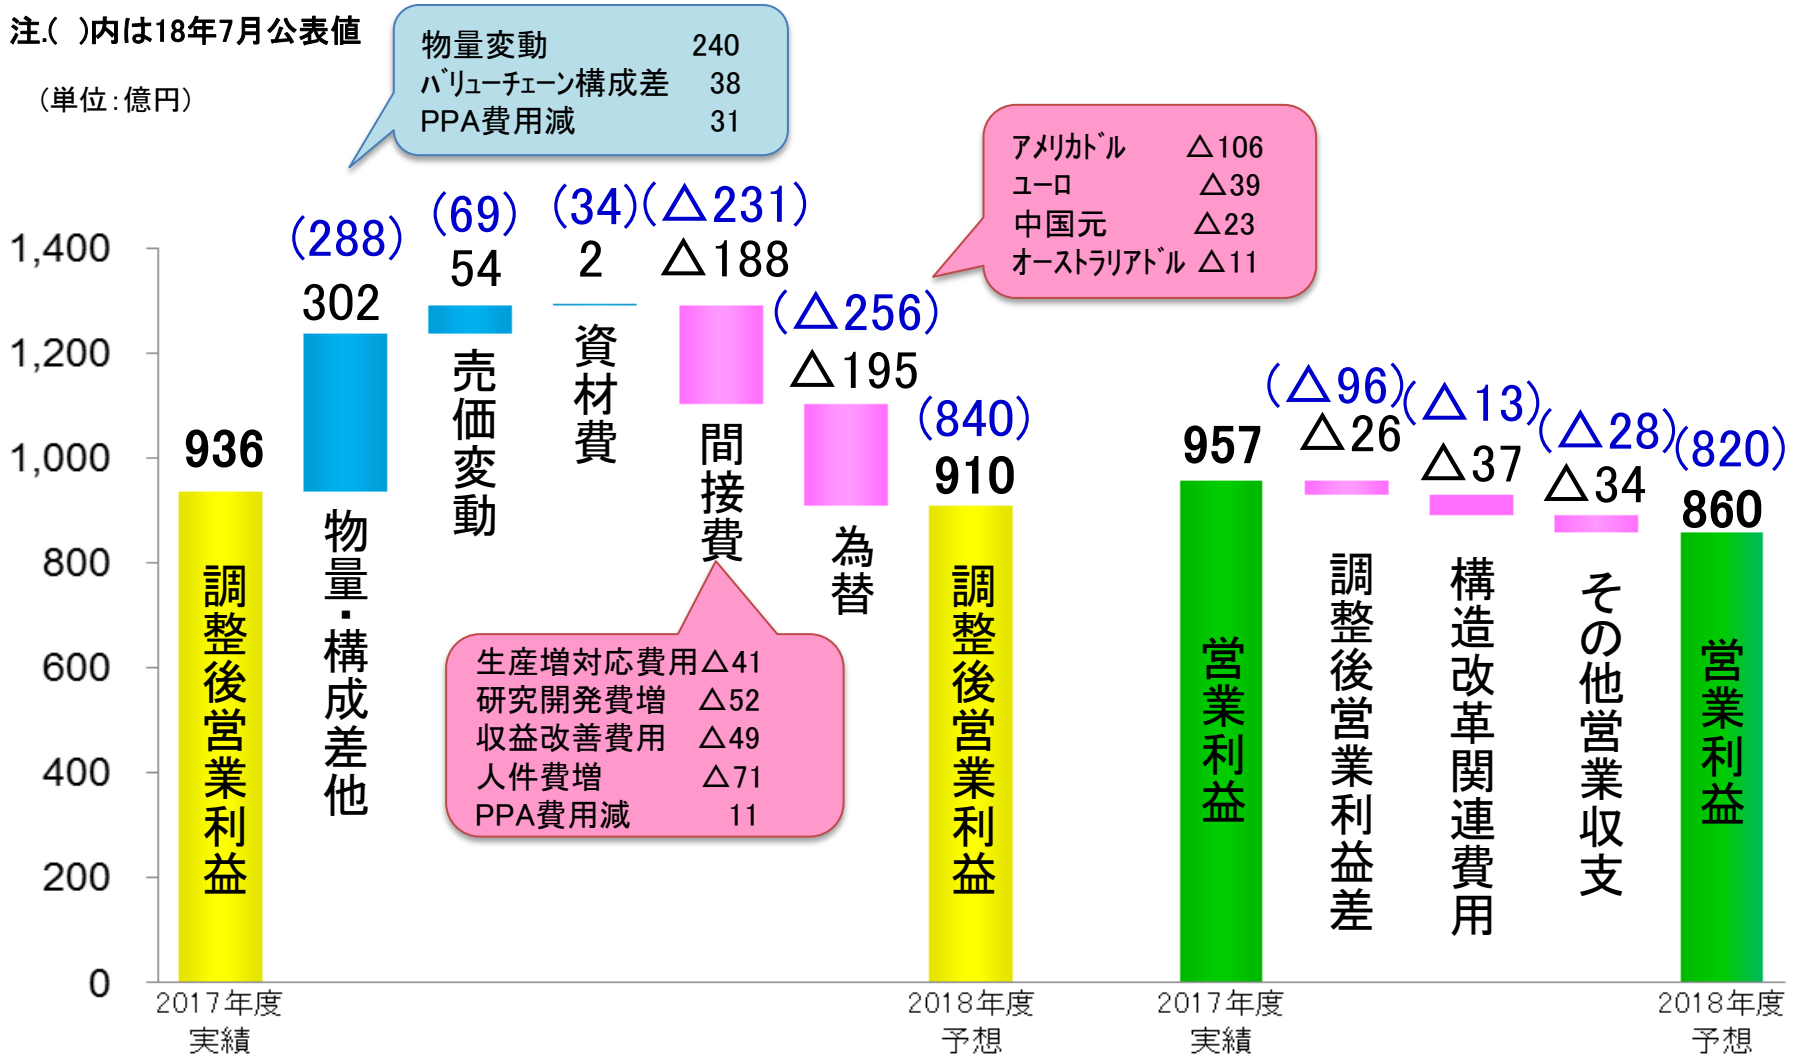 注.( )内は18年7月公表値
（単位：億円）
物量変動 240
ﾊﾞﾘｭｰﾁｪｰﾝ構成差 38
PPA費用減 31
ｱﾒﾘｶﾄﾞﾙ △106
ﾕｰﾛ △39
中国元 △23
ｵｰｽﾄﾗﾘｱﾄﾞﾙ △11
1,400
1,200
1,000
800
600
400
200
0
936
調整後営業利益
2017年度
実績
(288)
302
物量・構成差他
(69)
54
売価変動
(34)
2
資材費
(△231)
△188
間接費
生産増対応費用△41
研究開発費増 △52
収益改善費用 △49
人件費増 △71
PPA費用減 11
(△256)
△195
為替
(840)
910
調整後営業利益
2018年度
予想
957
営業利益
2017年度
実績
(△96)
△26
調整後営業利益差
(△13)
△37
構造改革関連費用
(△28)
△34
その他営業収支
(820)
860
営業利益
2018年度
予想